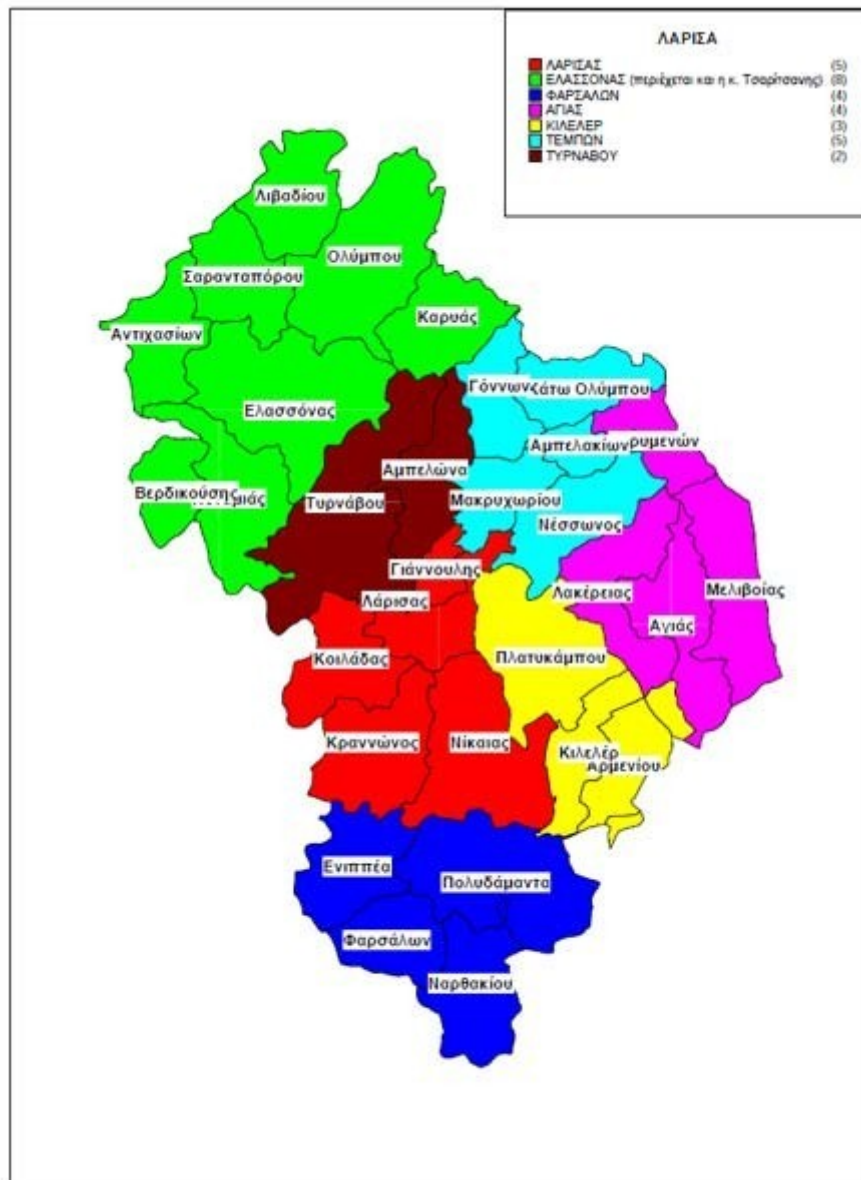 ΛΑΡΙΣΑ
ΛΑΡΙΣΑΣ (5)
ΕΛΑΣΣΟΝΑΣ (περιέχεται και η κ. Τσαρίτσανης) (8)
ΦΑΡΣΑΛΩΝ (4)
ΑΓΙΑΣ (4)
ΚΙΛΕΛΕΡ (3)
ΤΕΜΠΩΝ (5)
ΤΥΡΝΑΒΟΥ (2)
Λιβαδίου
Ολύμπου
Σαρανταπόρου
Καρυάς
Αντιχασίων
Γόννων
Κάτω Ολύμπου
Ελασσόνας
Αμπελακίων
Αμπελώνα
Βερδικούσης
Τυρνάβου
Μακρυχωρίου
Νέσσωνος
Γιάννουλης
Λακέρειας
Μελιβοίας
Λάρισας
Αγιάς
Κοιλάδας
Πλατυκάμπου
Κραννώνος
Νίκαιας
Κιλελέρ
Αρμενίου
Ενιππέα
Πολυδάμαντα
Φαρσάλων
Ναρθακίου